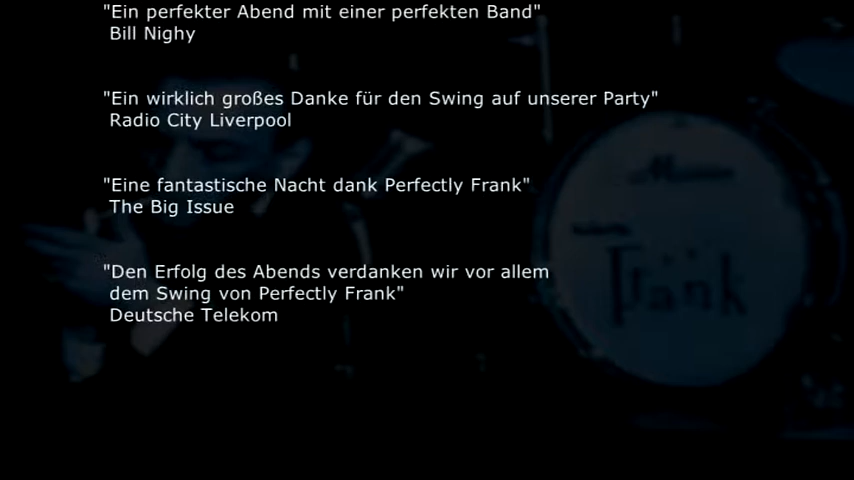 "Ein perfekter Abend mit einer perfekten Band"
Bill Nighy
"Ein wirklich großes Danke für den Swing auf unserer Party"
Radio City Liverpool
"Eine fantastische Nacht dank Perfectly Frank"
The Big Issue
"Den Erfolg des Abends verdanken wir vor allem
dem Swing von Perfectly Frank"
Deutsche Telekom
Frank